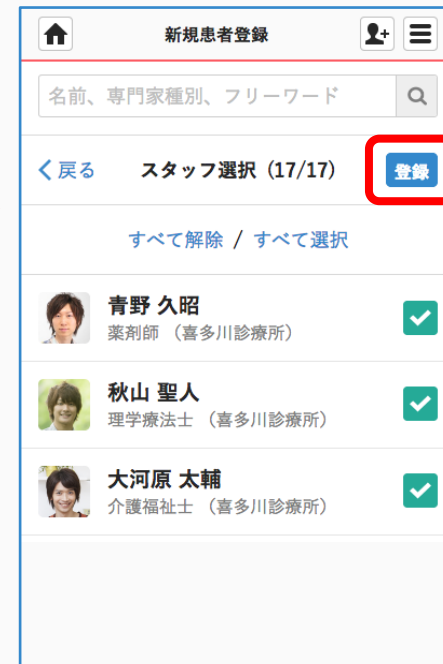 新規患者登録
名前、専門家種別、フリーワード
戻る スタッフ選択（17/17） 登録
すべて解除 / すべて選択
青野 久昭
薬剤師 （喜多川診療所）
秋山 聖人
理学療法士 （喜多川診療所）
大河原 太輔
介護福祉士 （喜多川診療所）